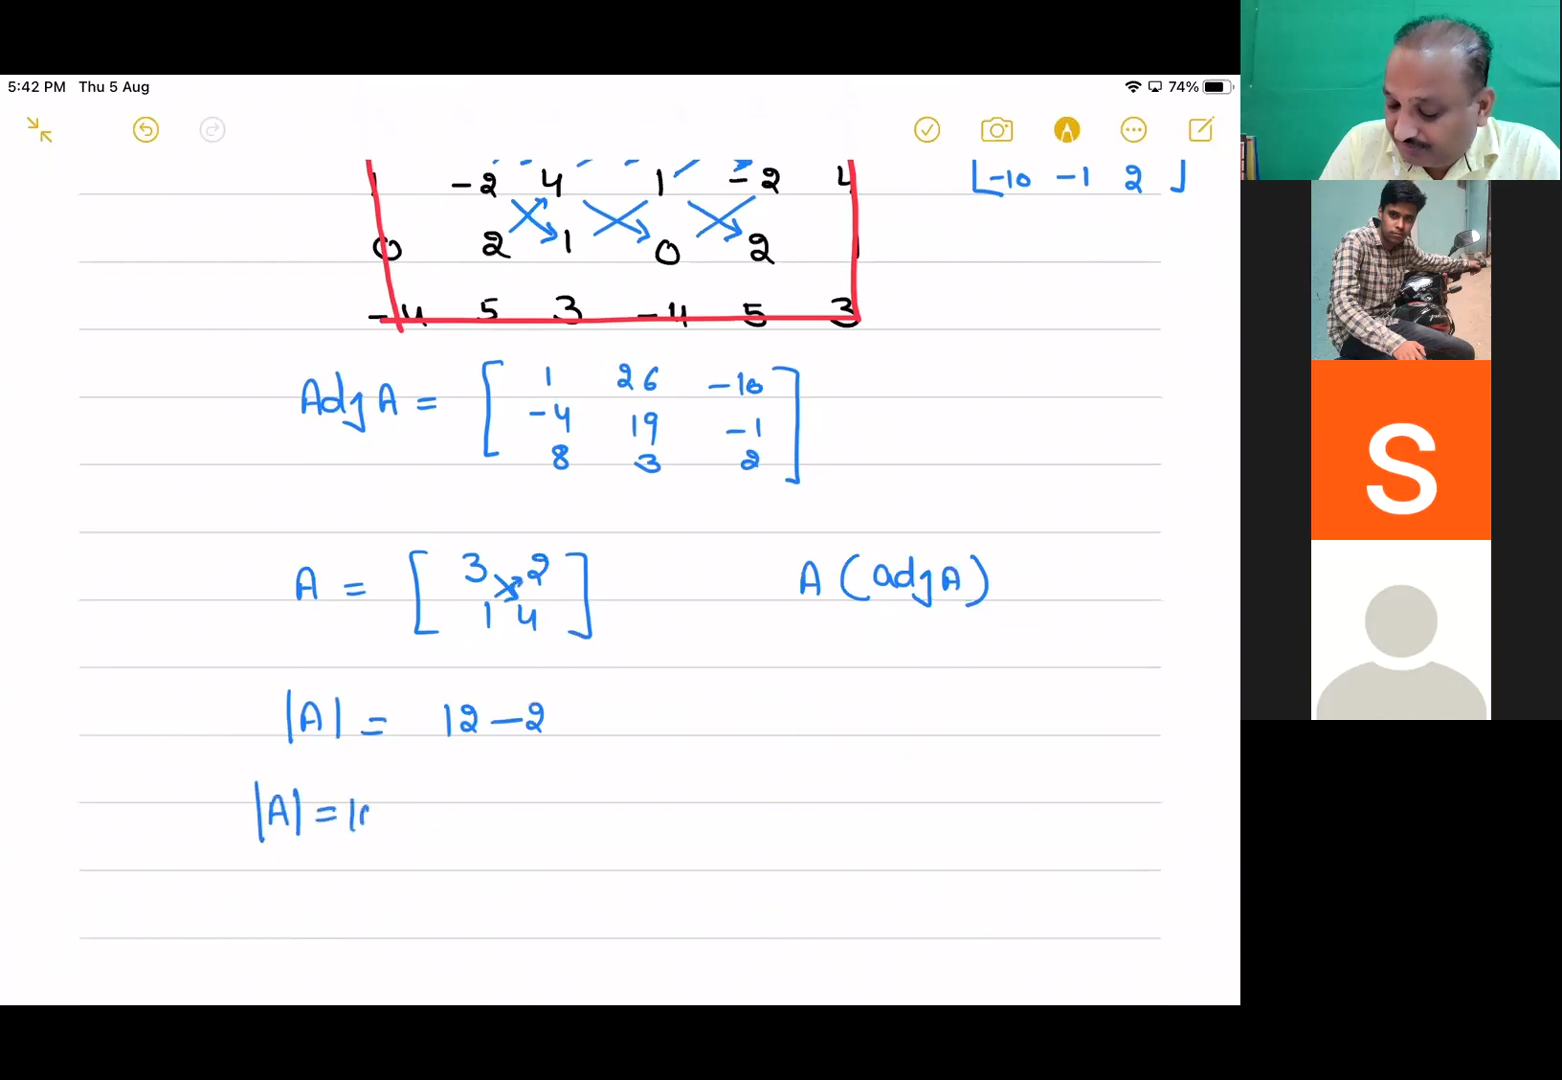 5:42 PM Thu 5 Aug 74%
-2 4 1 -2 4 [-10 -1 2]
0 2 1 0 2
-4 5 3 -4 5 3
Adj A = [ 1 26 -10
-4 19 -1
8 3 2 ]
A = [ 3 2
1 4 ] A (adj A)
|A| = 12 - 2
|A| = 10
S